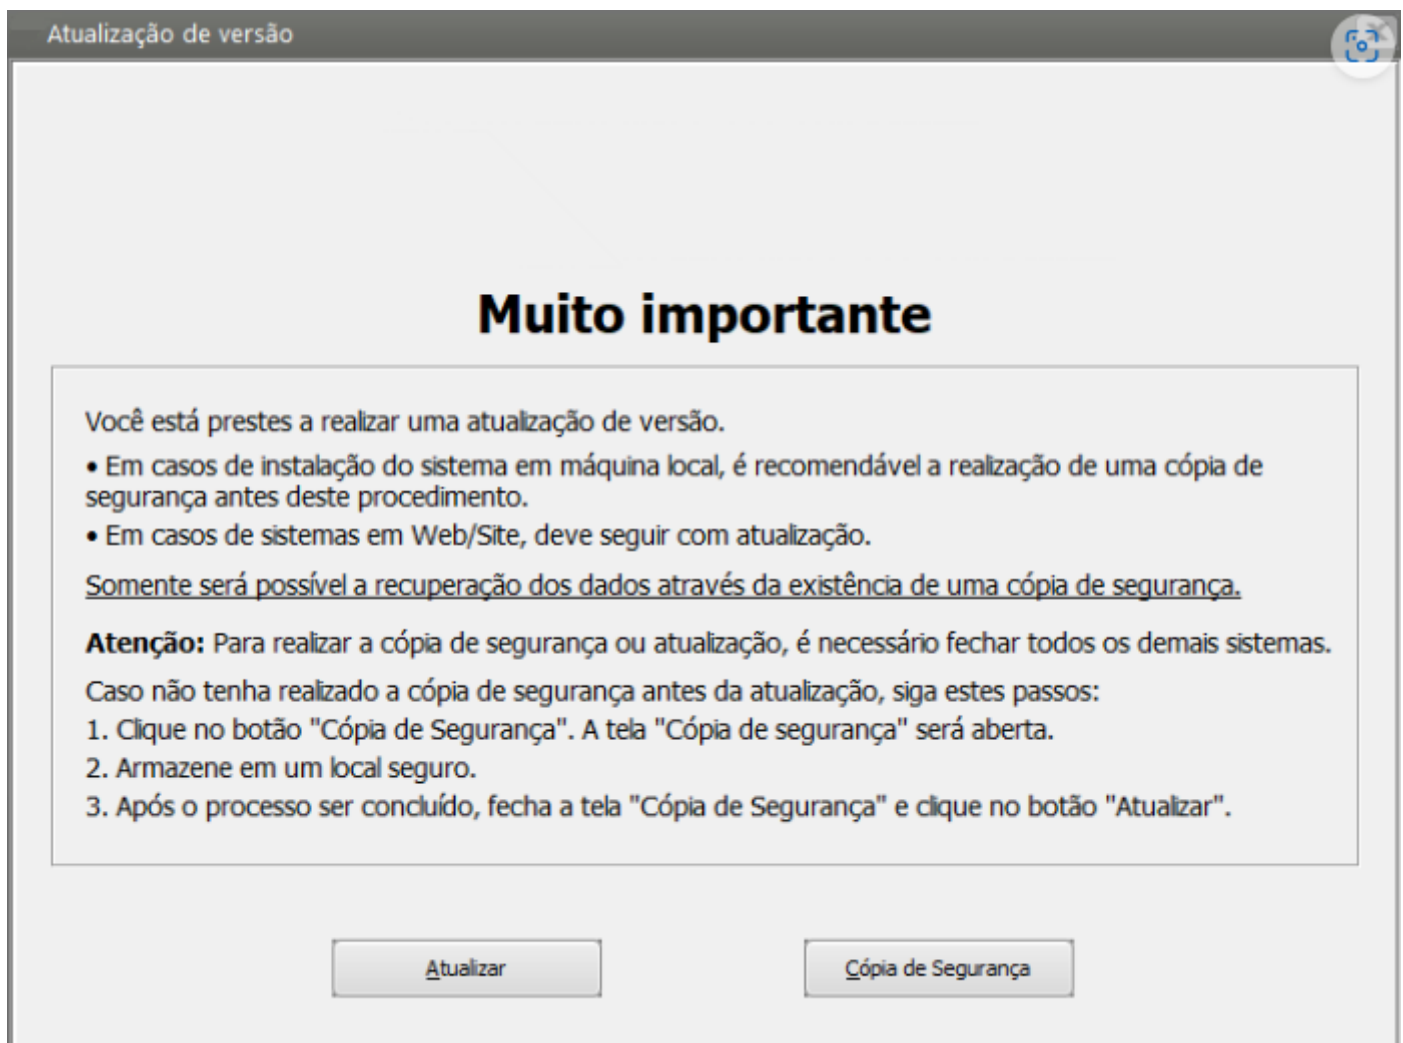 Atualização de versão
Muito importante
Você está prestes a realizar uma atualização de versão.
• Em casos de instalação do sistema em máquina local, é recomendável a realização de uma cópia de
segurança antes deste procedimento.
• Em casos de sistemas em Web/Site, deve seguir com atualização.
Somente será possível a recuperação dos dados através da existência de uma cópia de segurança.
Atenção: Para realizar a cópia de segurança ou atualização, é necessário fechar todos os demais sistemas.
Caso não tenha realizado a cópia de segurança antes da atualização, siga estes passos:
1. Clique no botão "Cópia de Segurança". A tela "Cópia de segurança" será aberta.
2. Armazene em um local seguro.
3. Após o processo ser concluído, fecha a tela "Cópia de Segurança" e clique no botão "Atualizar".
Atualizar
Cópia de Segurança